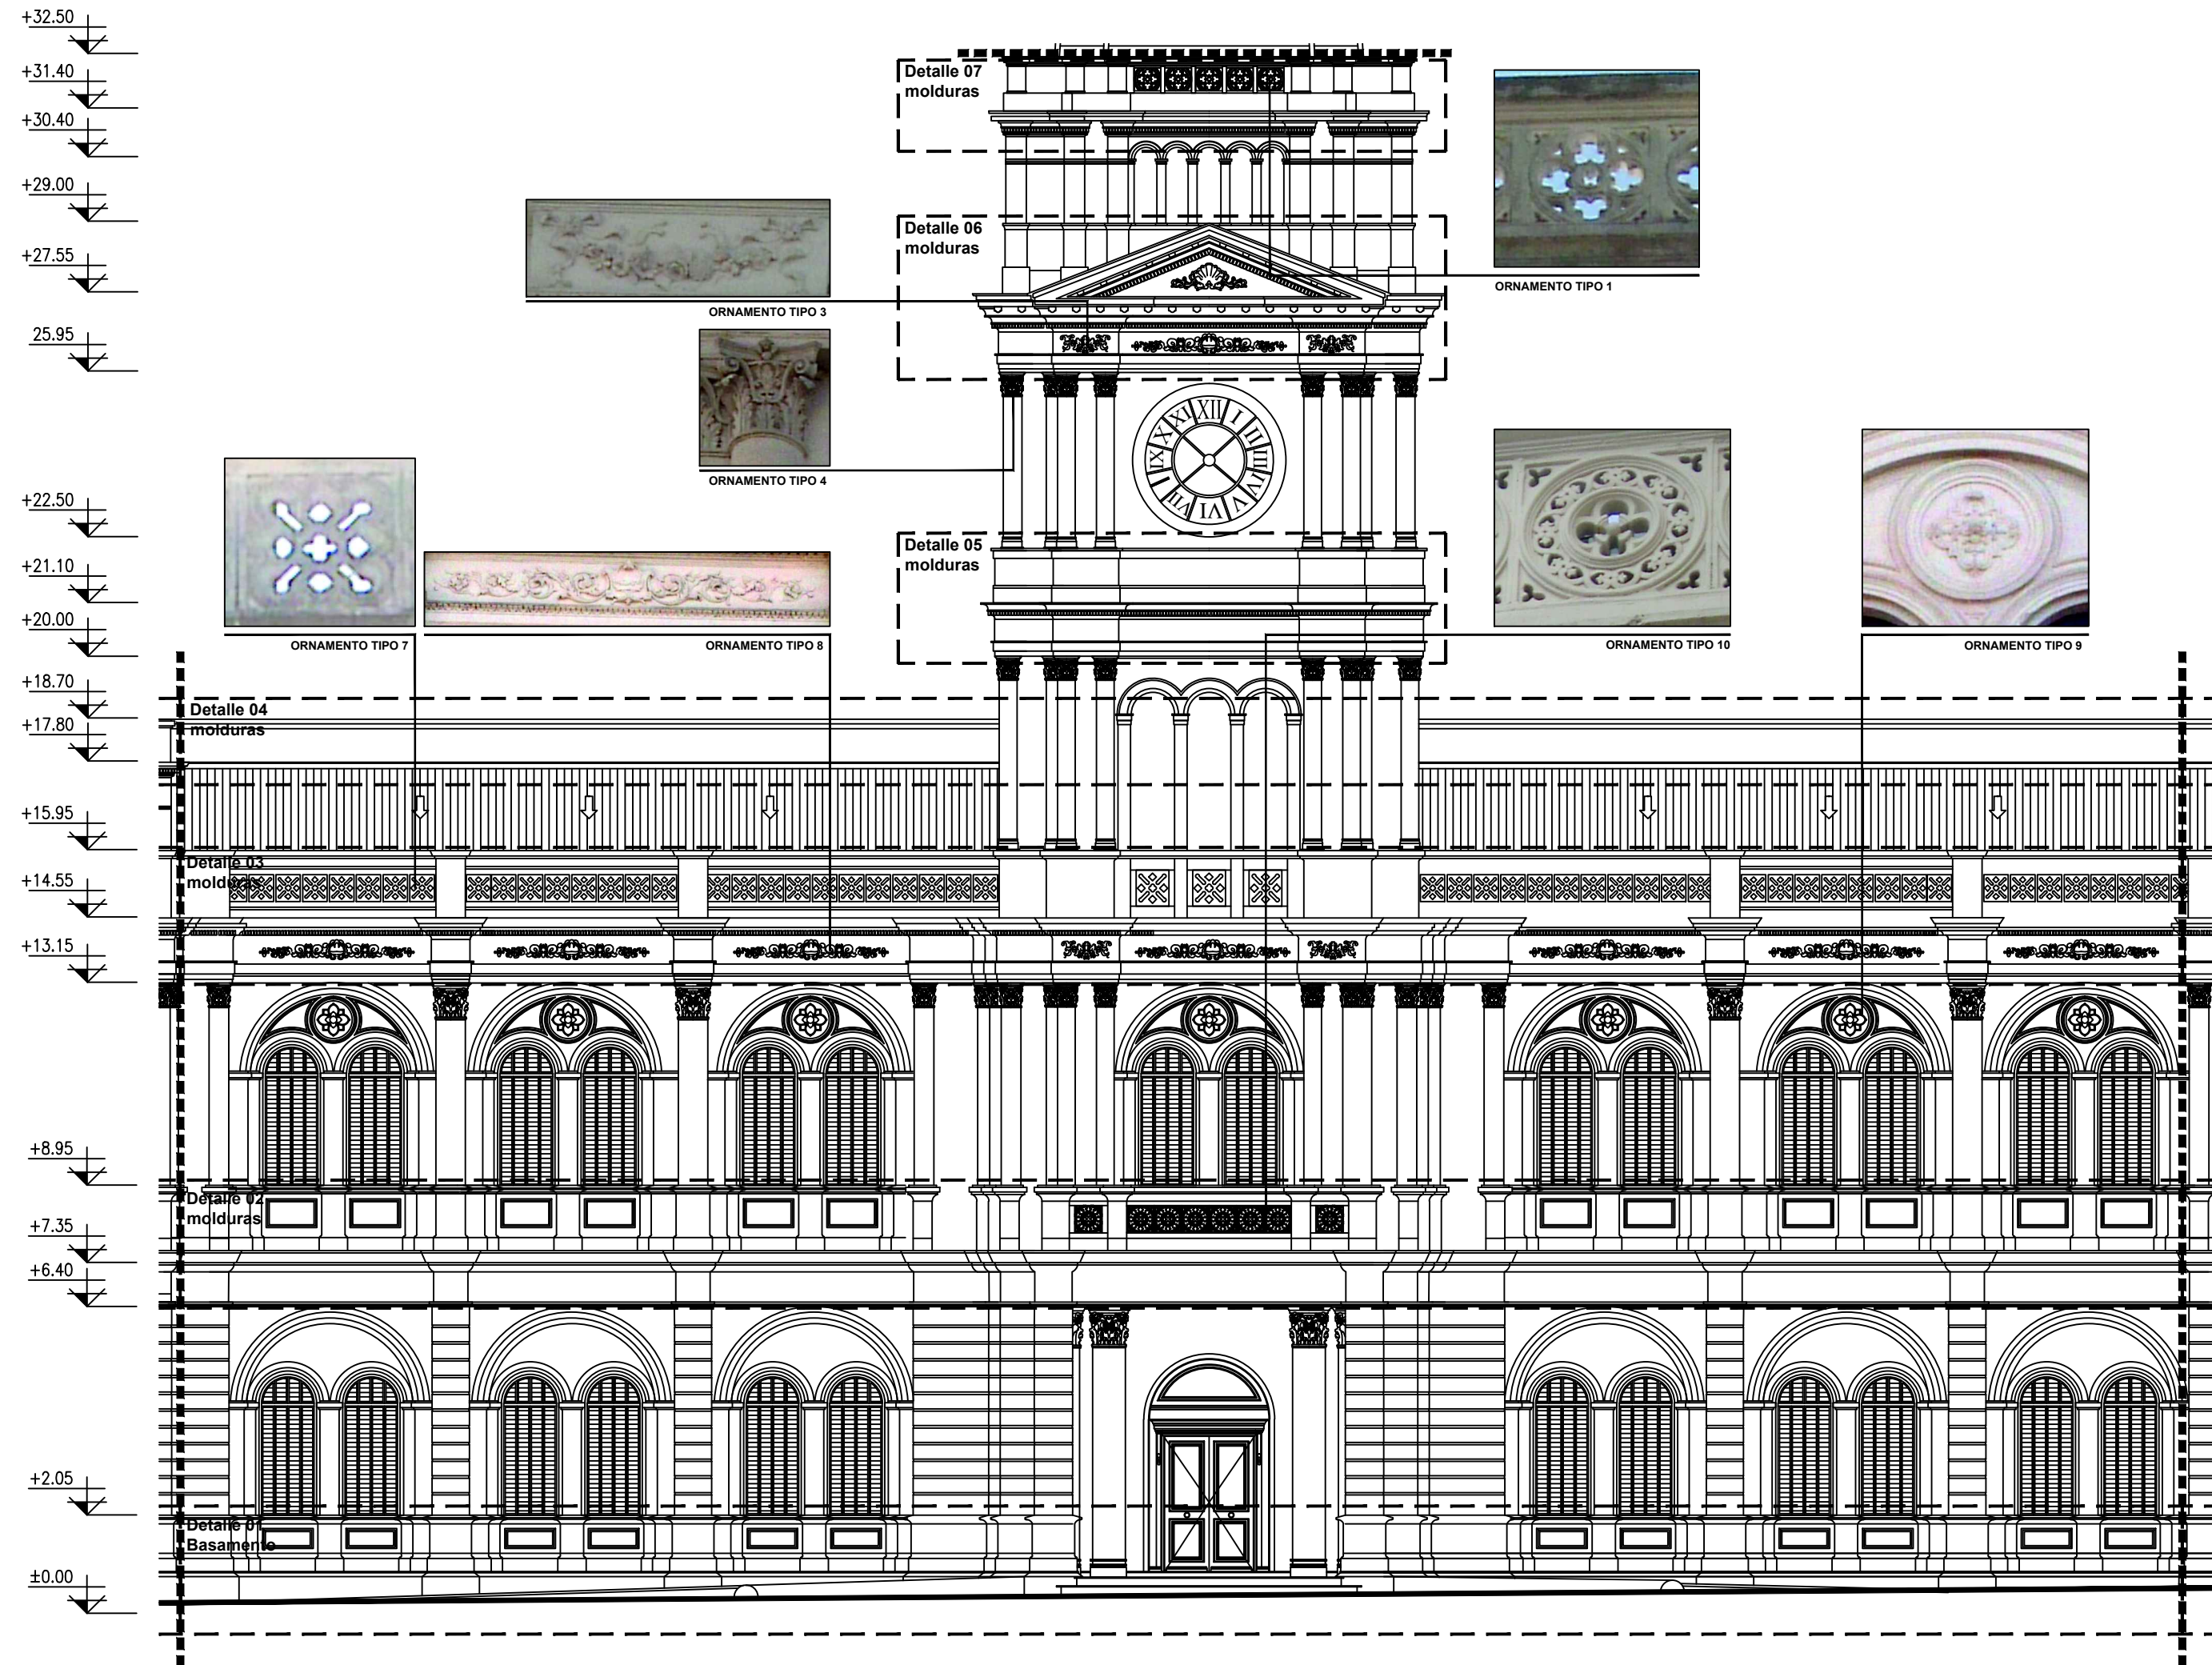 +32.50
+31.40
+30.40
+29.00
+27.55
25.95
+22.50
+21.10
+20.00
+18.70
+17.80
+15.95
+14.55
+13.15
+8.95
+7.35
+6.40
+2.05
±0.00
Detalle 07
molduras
ORNAMENTO TIPO 1
Detalle 06
molduras
ORNAMENTO TIPO 3
ORNAMENTO TIPO 4
XII
I
II
III
IIII
V
VI
VII
IX
X
XI
Detalle 05
molduras
ORNAMENTO TIPO 7
ORNAMENTO TIPO 8
ORNAMENTO TIPO 10
ORNAMENTO TIPO 9
Detalle 04
molduras
Detalle 03
molduras
Detalle 02
molduras
Detalle 01
Basamento